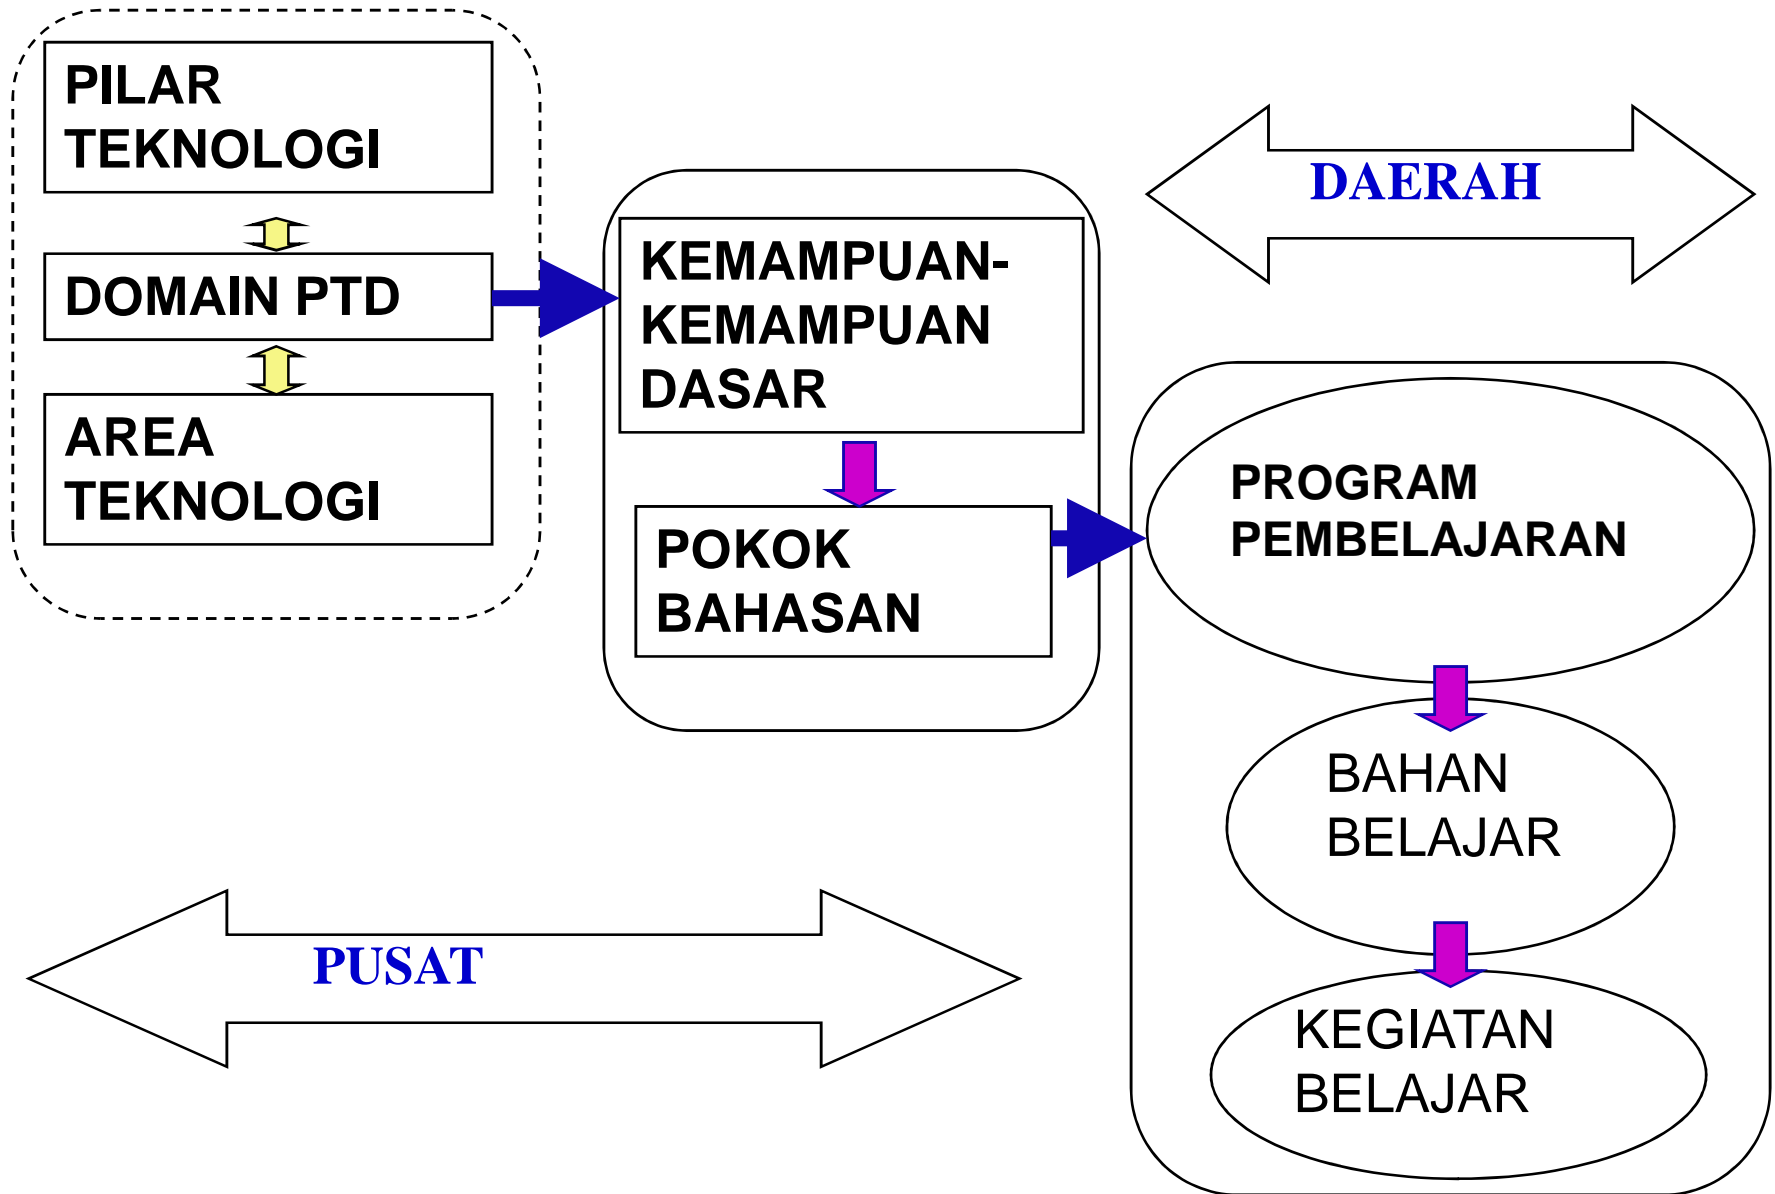 PILAR
TEKNOLOGI
DOMAIN PTD
AREA
TEKNOLOGI
KEMAMPUAN-
KEMAMPUAN
DASAR
POKOK
BAHASAN
DAERAH
PROGRAM
PEMBELAJARAN
BAHAN
BELAJAR
KEGIATAN
BELAJAR
PUSAT